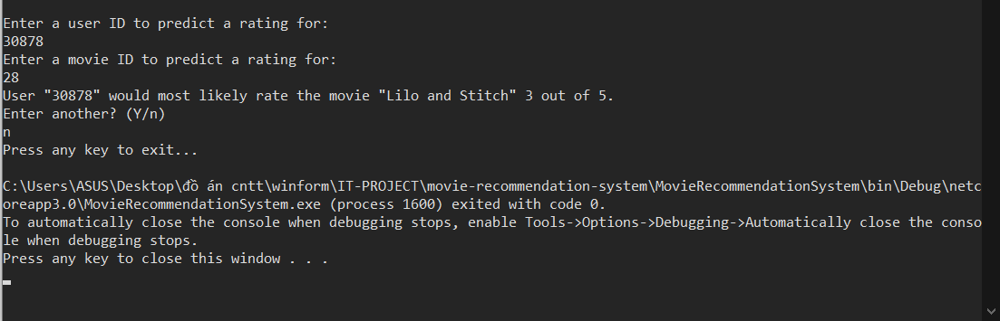 Enter a user ID to predict a rating for:
30878
Enter a movie ID to predict a rating for:
28
User "30878" would most likely rate the movie "Lilo and Stitch" 3 out of 5.
Enter another? (Y/n)
n
Press any key to exit...
C:\Users\ASUS\Desktop\đồ án cntt\winform\IT-PROJECT\movie-recommendation-system\MovieRecommendationSystem\bin\Debug\netc
oreapp3.0\MovieRecommendationSystem.exe (process 1600) exited with code 0.
To automatically close the console when debugging stops, enable Tools->Options->Debugging->Automatically close the conso
le when debugging stops.
Press any key to close this window . . .